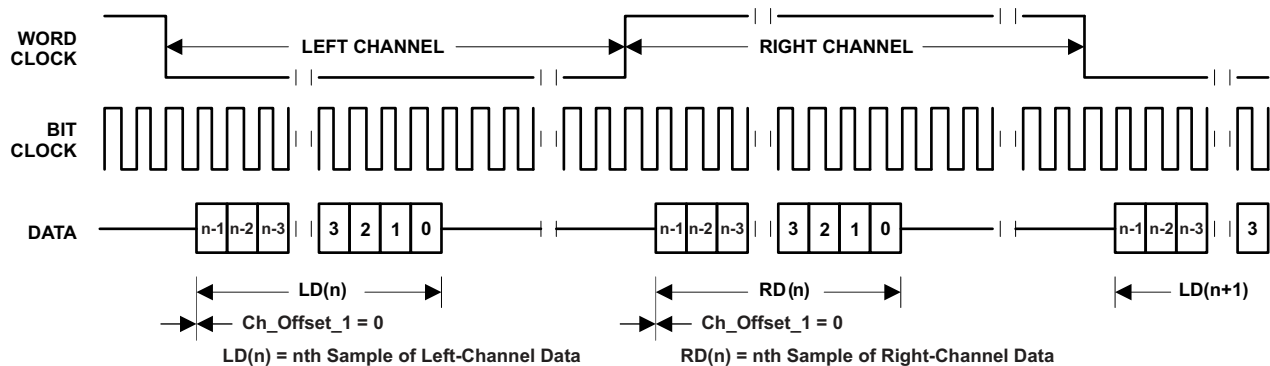 WORD
CLOCK
LEFT CHANNEL
RIGHT CHANNEL
BIT
CLOCK
DATA
n-1 n-2 n-3 3 2 1 0 n-1 n-2 n-3 3 2 1 0 n-1 n-2 n-3 3
LD(n) RD(n) LD(n+1)
Ch_Offset_1 = 0 Ch_Offset_1 = 0
LD(n) = nth Sample of Left-Channel Data RD(n) = nth Sample of Right-Channel Data